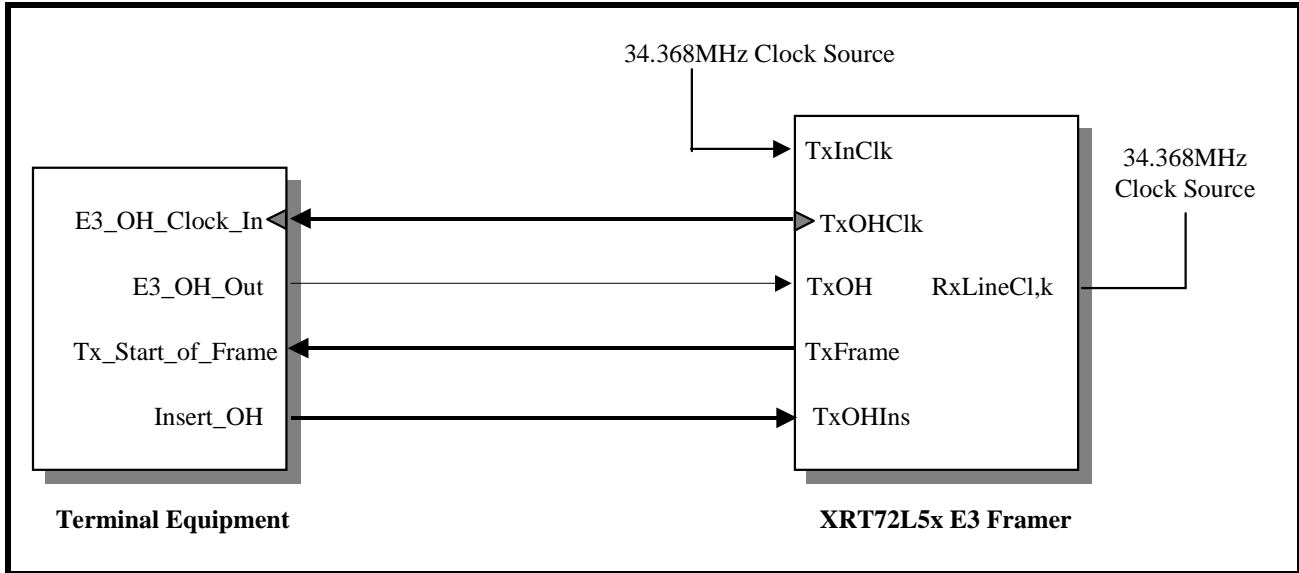 34.368MHz Clock Source
TxInClk
34.368MHz
Clock Source
E3_OH_Clock_In
TxOHClk
E3_OH_Out
TxOH
RxLineCl,k
Tx_Start_of_Frame
TxFrame
Insert_OH
TxOHIns
Terminal Equipment
XRT72L5x E3 Framer